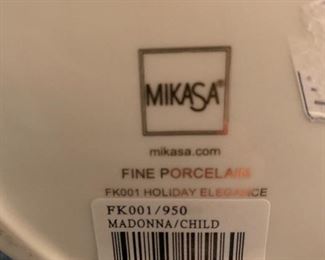 MIKASA®
mikasa.com
FINE PORCELAIN
FK001 HOLIDAY ELEGANCE
FK001/950
MADONNA/CHILD